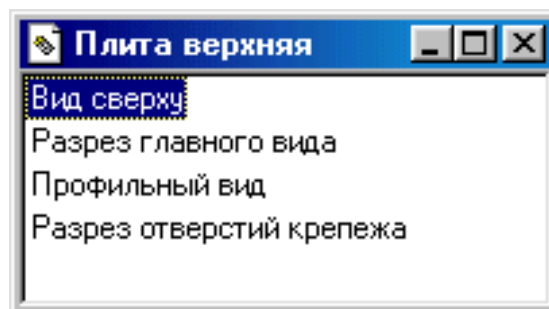 Плита верхняя
Вид сверху
Разрез главного вида
Профильный вид
Разрез отверстий крепежа